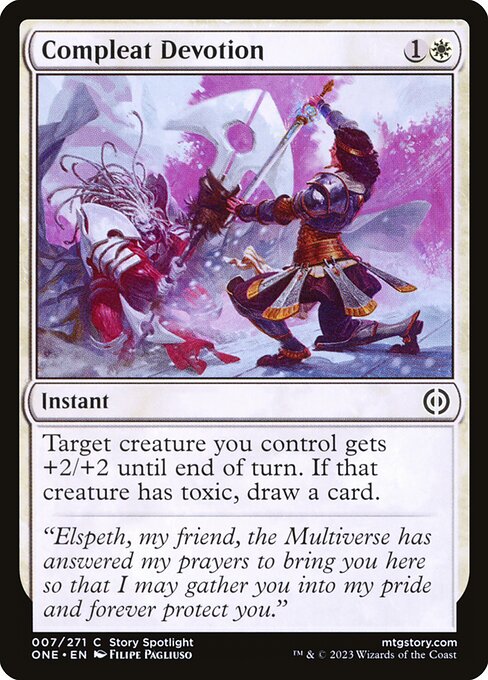 Compleat Devotion 1
Instant
Target creature you control gets
+2/+2 until end of turn. If that
creature has toxic, draw a card.
“Elspeth, my friend, the Multiverse has
answered my prayers to bring you here
so that I may gather you into my pride
and forever protect you.”
007/271 C Story Spotlight mtgstory.com
ONE • EN Filipe Pagliuso ™ & © 2023 Wizards of the Coast